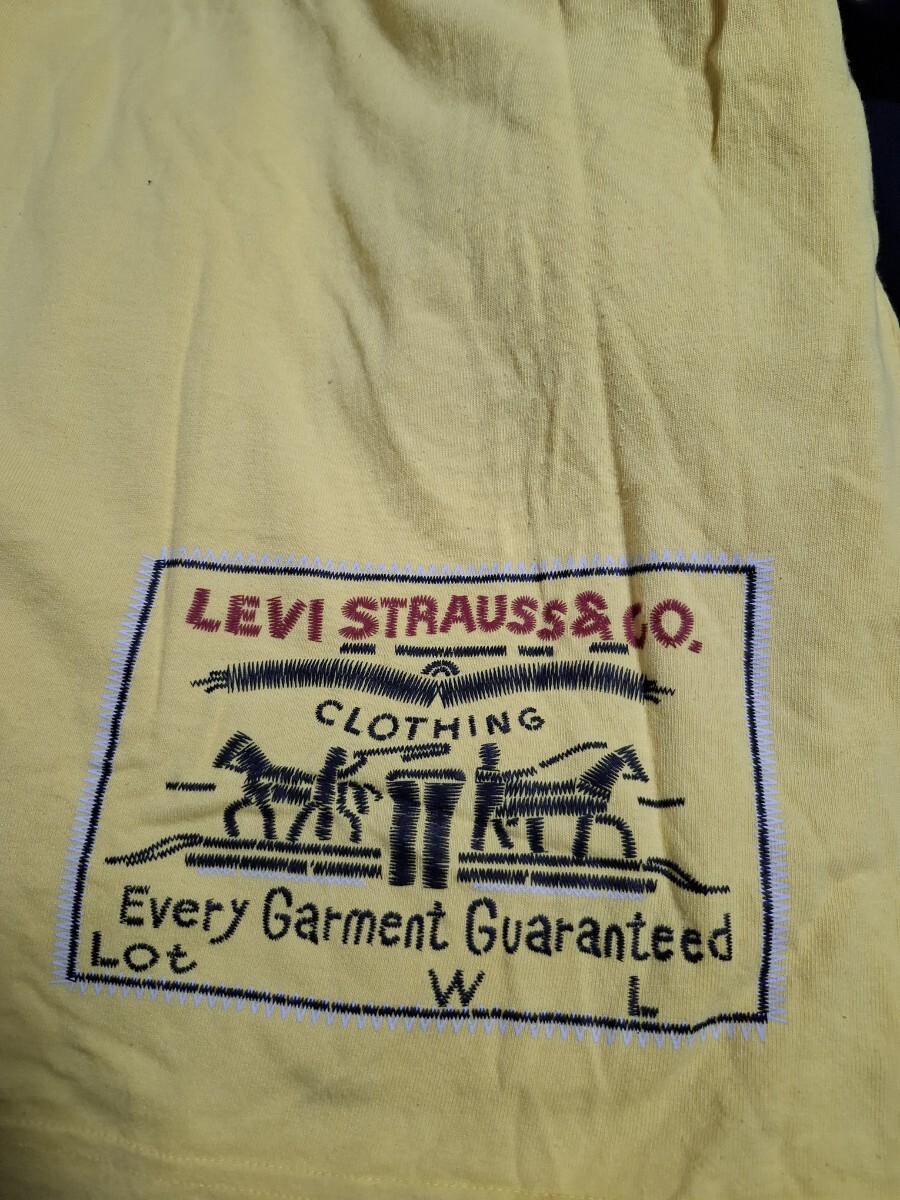 LEVI STRAUSS & CO.
CLOTHING
Every Garment Guaranteed
Lot W L